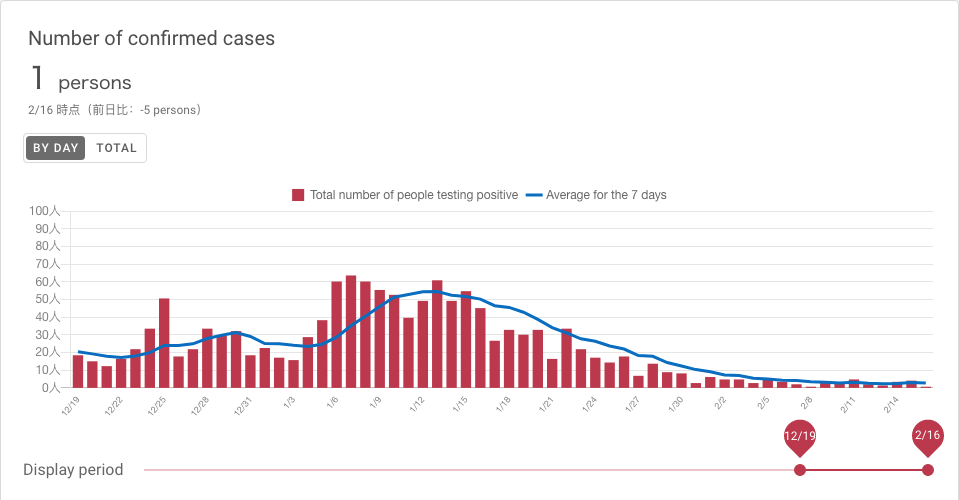 Number of confirmed cases
1 persons
2/16 時点（前日比：-5 persons）
BY DAY TOTAL
Total number of people testing positive Average for the 7 days
100人
90人
80人
70人
60人
50人
40人
30人
20人
10人
0人
12/19 12/22 12/25 12/28 12/31 1/3 1/6 1/9 1/12 1/15 1/18 1/21 1/24 1/27 1/30 2/2 2/5 2/8 2/11 2/14
12/19 2/16
Display period